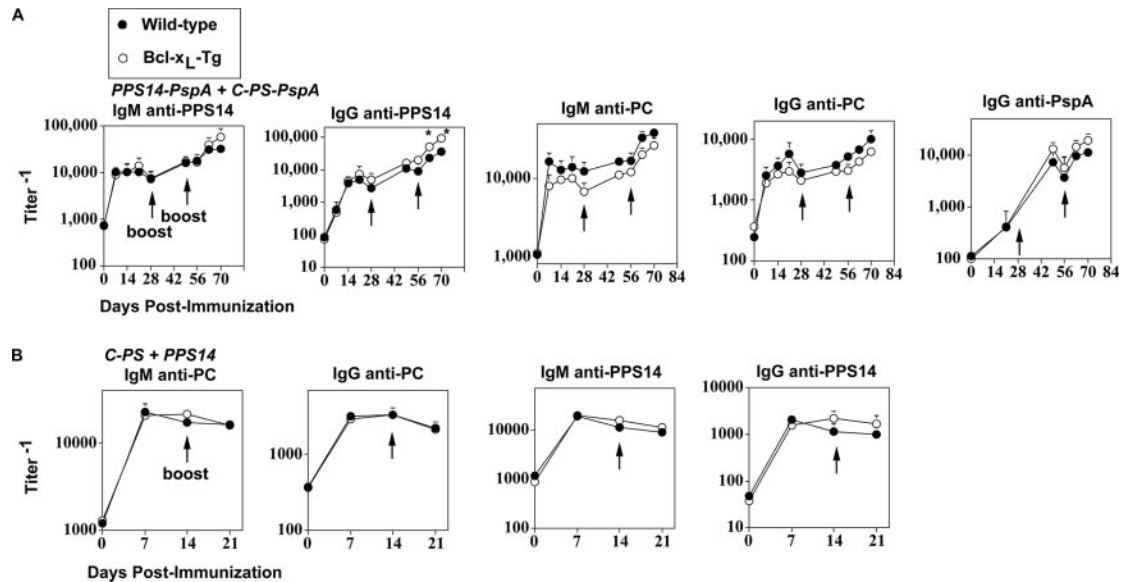 A
Wild-type
Bcl-xL-Tg
PPS14-PspA + C-PS-PspA
IgM anti-PPS14
IgG anti-PPS14
IgM anti-PC
IgG anti-PC
IgG anti-PspA
Titer -1
100,000
10,000
1,000
100
boost
boost
0 14 28 42 56 70
100,000
10,000
1,000
100
10
* *
0 14 28 42 56 70
10,000
1,000
0 14 28 42 56 70 84
10,000
1,000
100
0 14 28 42 56 70 84
10,000
1,000
100
0 14 28 42 56 70 84
Days Post-Immunization
B
C-PS + PPS14
IgM anti-PC
IgG anti-PC
IgM anti-PPS14
IgG anti-PPS14
Titer -1
10000
1000
boost
0 7 14 21
1000
100
0 7 14 21
10000
1000
100
0 7 14 21
10000
1000
100
10
0 7 14 21
Days Post-Immunization